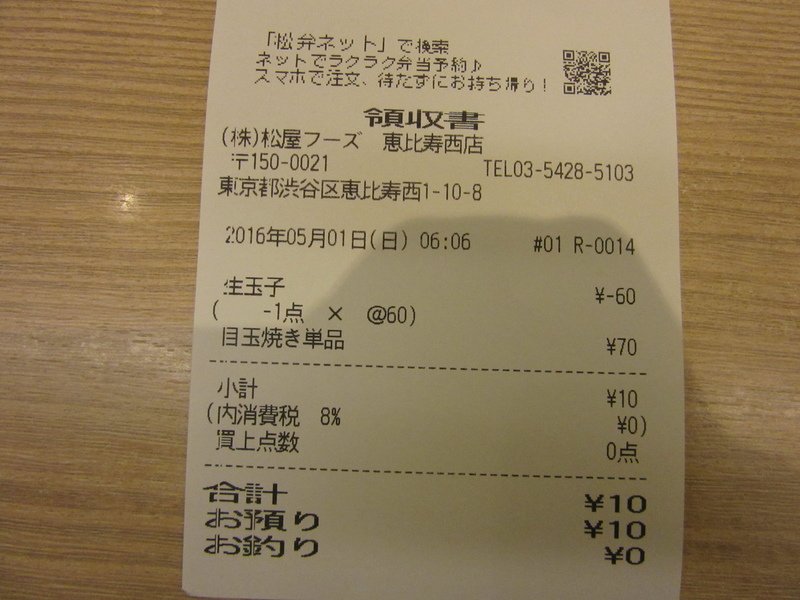 「松弁ネット」で検索
ネットでラクラク弁当予約♪
スマホで注文、待たずにお持ち帰り！
領収書
(株)松屋フーズ 恵比寿西店
〒150-0021 TEL03-5428-5103
東京都渋谷区恵比寿西1-10-8
2016年05月01日(日) 06:06 #01 R-0014
生玉子 ¥-60
( -1点 × @60)
目玉焼き単品 ¥70
小計 ¥10
(内消費税 8% ¥0)
買上点数 0点
合計 ¥10
お預り ¥10
お釣り ¥0